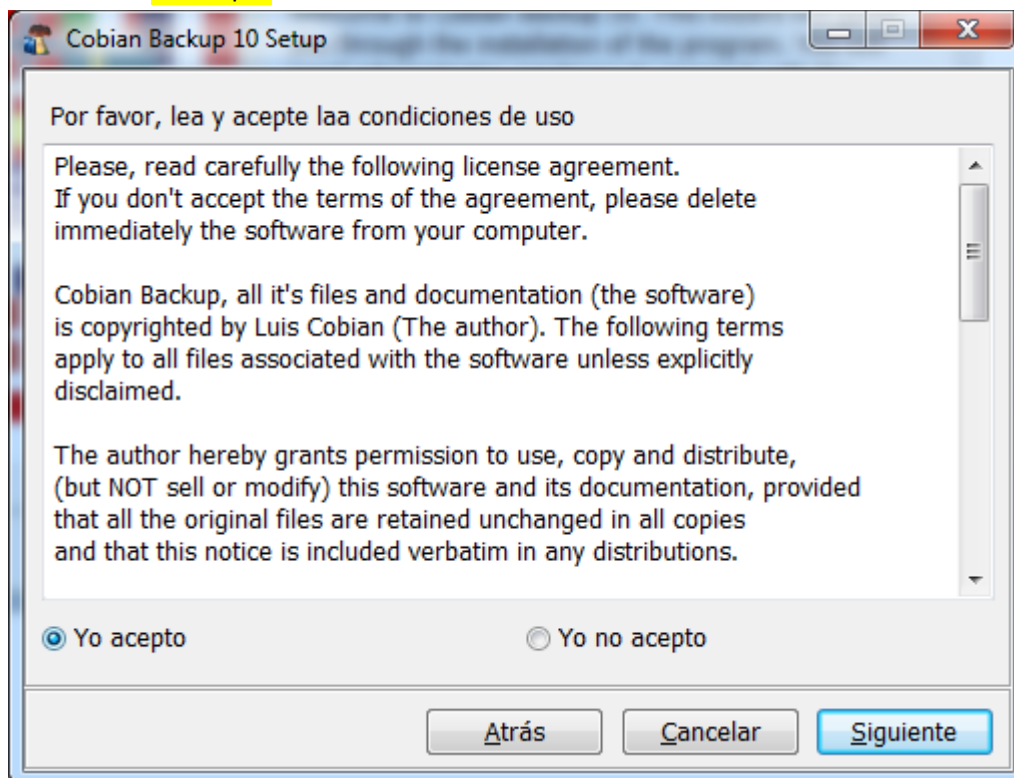 Cobian Backup 10 Setup
Por favor, lea y acepte laa condiciones de uso
Please, read carefully the following license agreement.
If you don't accept the terms of the agreement, please delete
immediately the software from your computer.
Cobian Backup, all it's files and documentation (the software)
is copyrighted by Luis Cobian (The author). The following terms
apply to all files associated with the software unless explicitly
disclaimed.
The author hereby grants permission to use, copy and distribute,
(but NOT sell or modify) this software and its documentation, provided
that all the original files are retained unchanged in all copies
and that this notice is included verbatim in any distributions.
Yo acepto Yo no acepto
Atrás Cancelar Siguiente